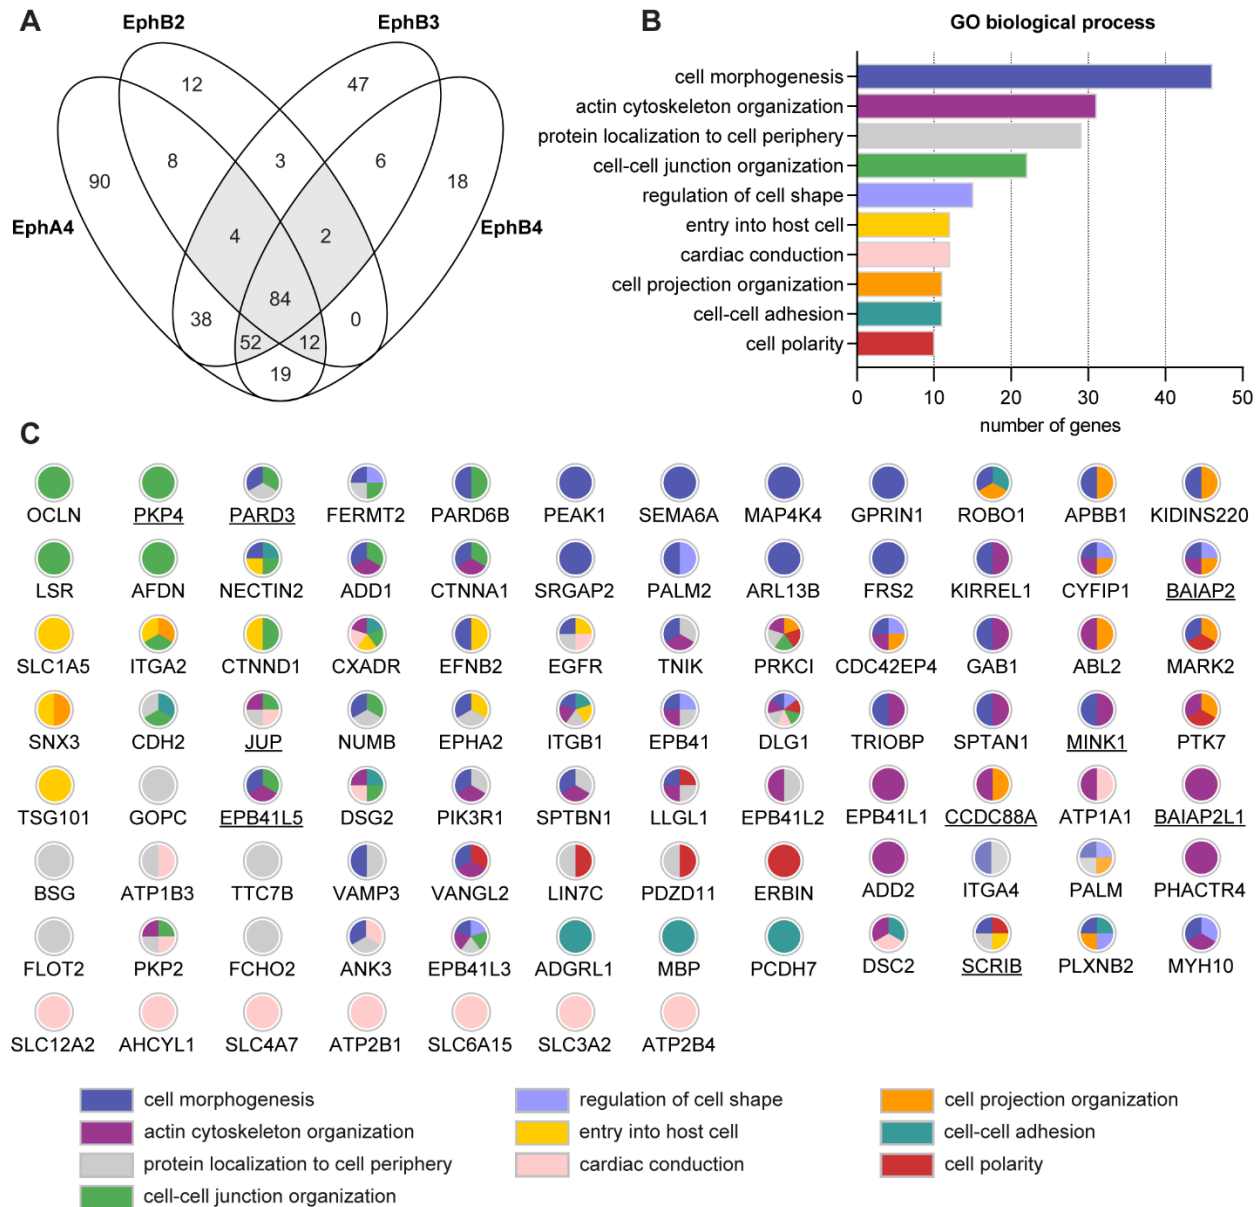 A
EphB2
EphB3
B
GO biological process
12
47
8
3
6
90
18
EphA4
EphB4
4
2
84
38
0
52
12
19
cell morphogenesis
actin cytoskeleton organization
protein localization to cell periphery
cell-cell junction organization
regulation of cell shape
entry into host cell
cardiac conduction
cell projection organization
cell-cell adhesion
cell polarity
0 10 20 30 40 50
number of genes
C
OCLN PKP4 PARD3 FERMT2 PARD6B PEAK1 SEMA6A MAP4K4 GPRIN1 ROBO1 APBB1 KIDINS220
LSR AFDN NECTIN2 ADD1 CTNNA1 SRGAP2 PALM2 ARL13B FRS2 KIRREL1 CYFIP1 BAIAP2
SLC1A5 ITGA2 CTNND1 CXADR EFNB2 EGFR TNIK PRKCI CDC42EP4 GAB1 ABL2 MARK2
SNX3 CDH2 JUP NUMB EPHA2 ITGB1 EPB41 DLG1 TRIOBP SPTAN1 MINK1 PTK7
TSG101 GOPC EPB41L5 DSG2 PIK3R1 SPTBN1 LLGL1 EPB41L2 EPB41L1 CCDC88A ATP1A1 BAIAP2L1
BSG ATP1B3 TTC7B VAMP3 VANGL2 LIN7C PDZD11 ERBIN ADD2 ITGA4 PALM PHACTR4
FLOT2 PKP2 FCHO2 ANK3 EPB41L3 ADGRL1 MBP PCDH7 DSC2 SCRIB PLXNB2 MYH10
SLC12A2 AHCYL1 SLC4A7 ATP2B1 SLC6A15 SLC3A2 ATP2B4
cell morphogenesis
actin cytoskeleton organization
protein localization to cell periphery
cell-cell junction organization
regulation of cell shape
entry into host cell
cardiac conduction
cell projection organization
cell-cell adhesion
cell polarity